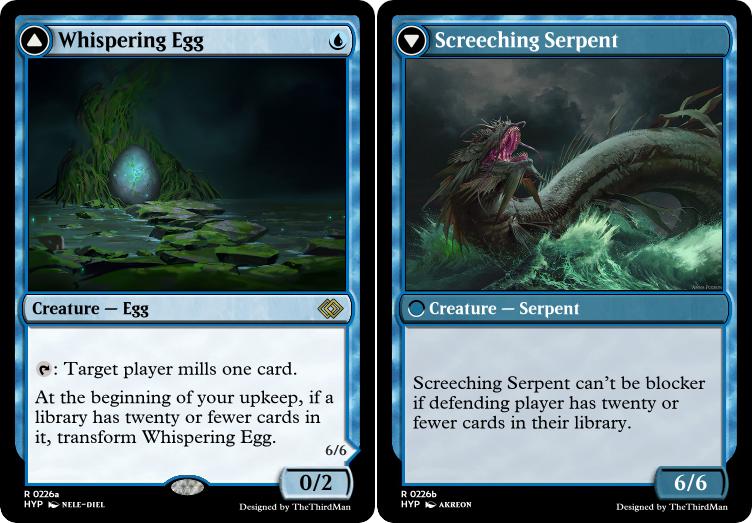 Whispering Egg
Creature — Egg
: Target player mills one card.
At the beginning of your upkeep, if a
library has twenty or fewer cards in
it, transform Whispering Egg.
6/6
0/2
R 0226a
HYP NELE-DIEL
Designed by TheThirdMan
Screeching Serpent
Anna Podedworna
Creature — Serpent
Screeching Serpent can't be blocker
if defending player has twenty or
fewer cards in their library.
6/6
R 0226b
HYP AKREON
Designed by TheThirdMan